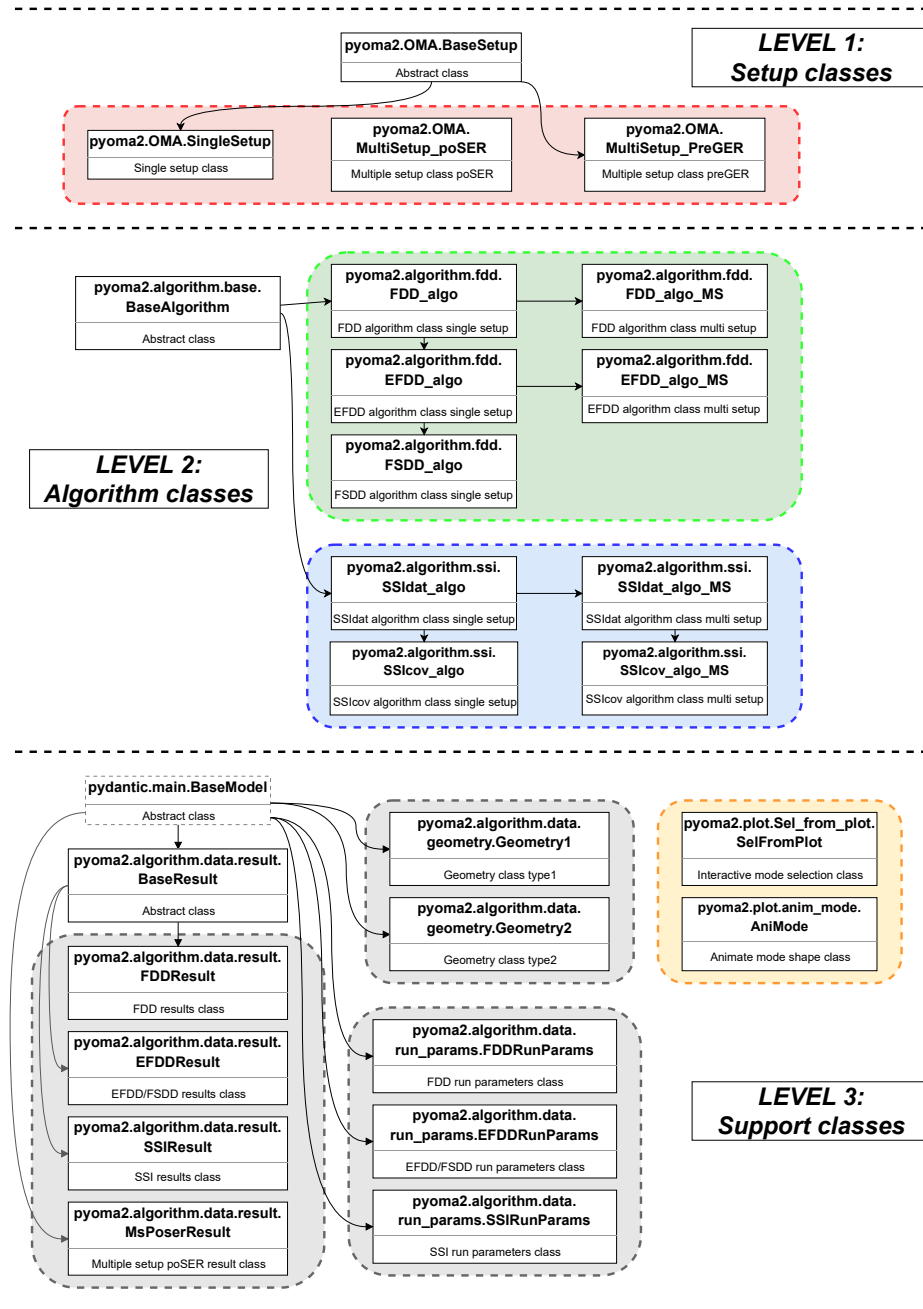 pyoma2.OMA.BaseSetup
Abstract class
LEVEL 1:
Setup classes
pyoma2.OMA.SingleSetup
Single setup class
pyoma2.OMA.
MultiSetup_poSER
Multiple setup class poSER
pyoma2.OMA.
MultiSetup_PreGER
Multiple setup class preGER
pyoma2.algorithm.base.
BaseAlgorithm
Abstract class
pyoma2.algorithm.fdd.
FDD_algo
FDD algorithm class single setup
pyoma2.algorithm.fdd.
FDD_algo_MS
FDD algorithm class multi setup
pyoma2.algorithm.fdd.
EFDD_algo
EFDD algorithm class single setup
pyoma2.algorithm.fdd.
EFDD_algo_MS
EFDD algorithm class multi setup
pyoma2.algorithm.fdd.
FSDD_algo
FSDD algorithm class single setup
LEVEL 2:
Algorithm classes
pyoma2.algorithm.ssi.
SSIdat_algo
SSIdat algorithm class single setup
pyoma2.algorithm.ssi.
SSIdat_algo_MS
SSIdat algorithm class multi setup
pyoma2.algorithm.ssi.
SSIcov_algo
SSIcov algorithm class single setup
pyoma2.algorithm.ssi.
SSIcov_algo_MS
SSIcov algorithm class multi setup
pydantic.main.BaseModel
Abstract class
pyoma2.algorithm.data.result.
BaseResult
Abstract class
pyoma2.algorithm.data.result.
FDDResult
FDD results class
pyoma2.algorithm.data.result.
EFDDResult
EFDD/FSDD results class
pyoma2.algorithm.data.result.
SSIResult
SSI results class
pyoma2.algorithm.data.result.
MsPoserResult
Multiple setup poSER result class
pyoma2.algorithm.data.
geometry.Geometry1
Geometry class type1
pyoma2.algorithm.data.
geometry.Geometry2
Geometry class type2
pyoma2.algorithm.data.
run_params.FDDRunParams
FDD run parameters class
pyoma2.algorithm.data.
run_params.EFDDRunParams
EFDD/FSDD run parameters class
pyoma2.algorithm.data.
run_params.SSIRunParams
SSI run parameters class
pyoma2.plot.Sel_from_plot.
SelFromPlot
Interactive mode selection class
pyoma2.plot.anim_mode.
AniMode
Animate mode shape class
LEVEL 3:
Support classes